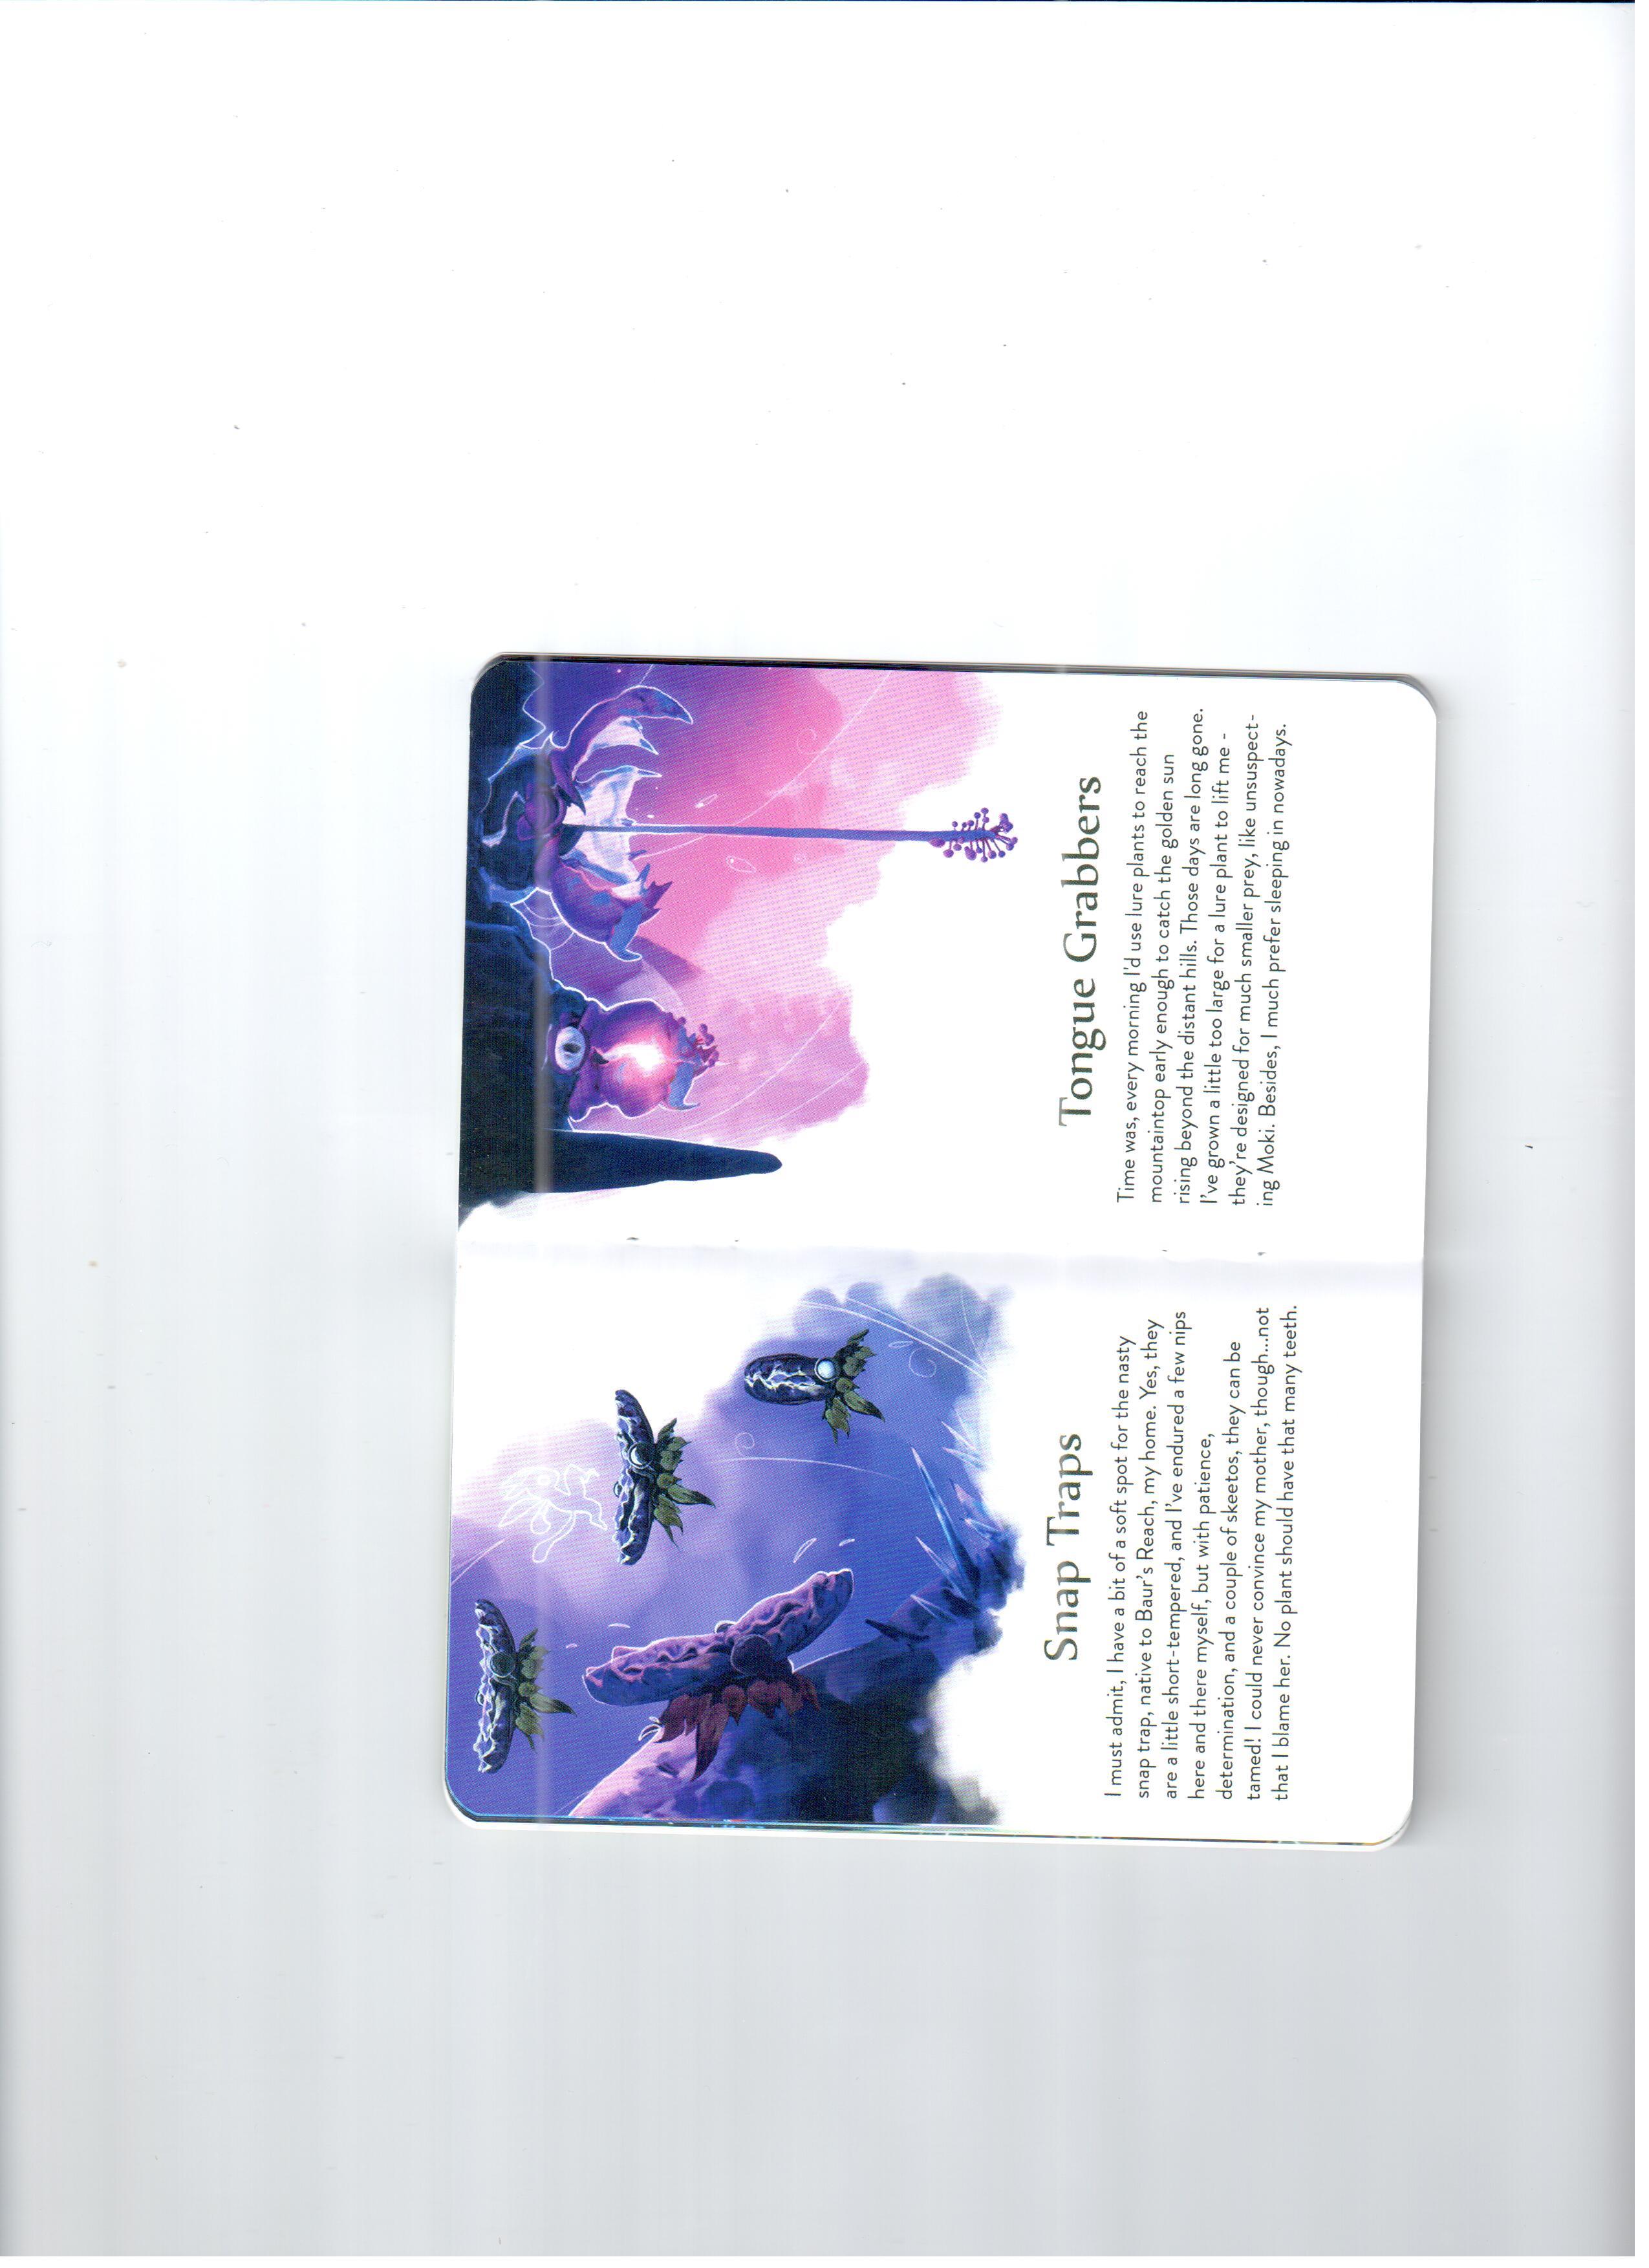 Snap Traps
I must admit, I have a bit of a soft spot for the nasty
snap trap, native to Baur's Reach, my home. Yes, they
are a little short-tempered, and I've endured a few nips
here and there myself, but with patience,
determination, and a couple of skeetos, they can be
tamed! I could never convince my mother, though...not
that I blame her. No plant should have that many teeth.
Tongue Grabbers
Time was, every morning I'd use lure plants to reach the
mountaintop early enough to catch the golden sun
rising beyond the distant hills. Those days are long gone.
I've grown a little too large for a lure plant to lift me -
they're designed for much smaller prey, like unsuspect-
ing Moki. Besides, I much prefer sleeping in nowadays.